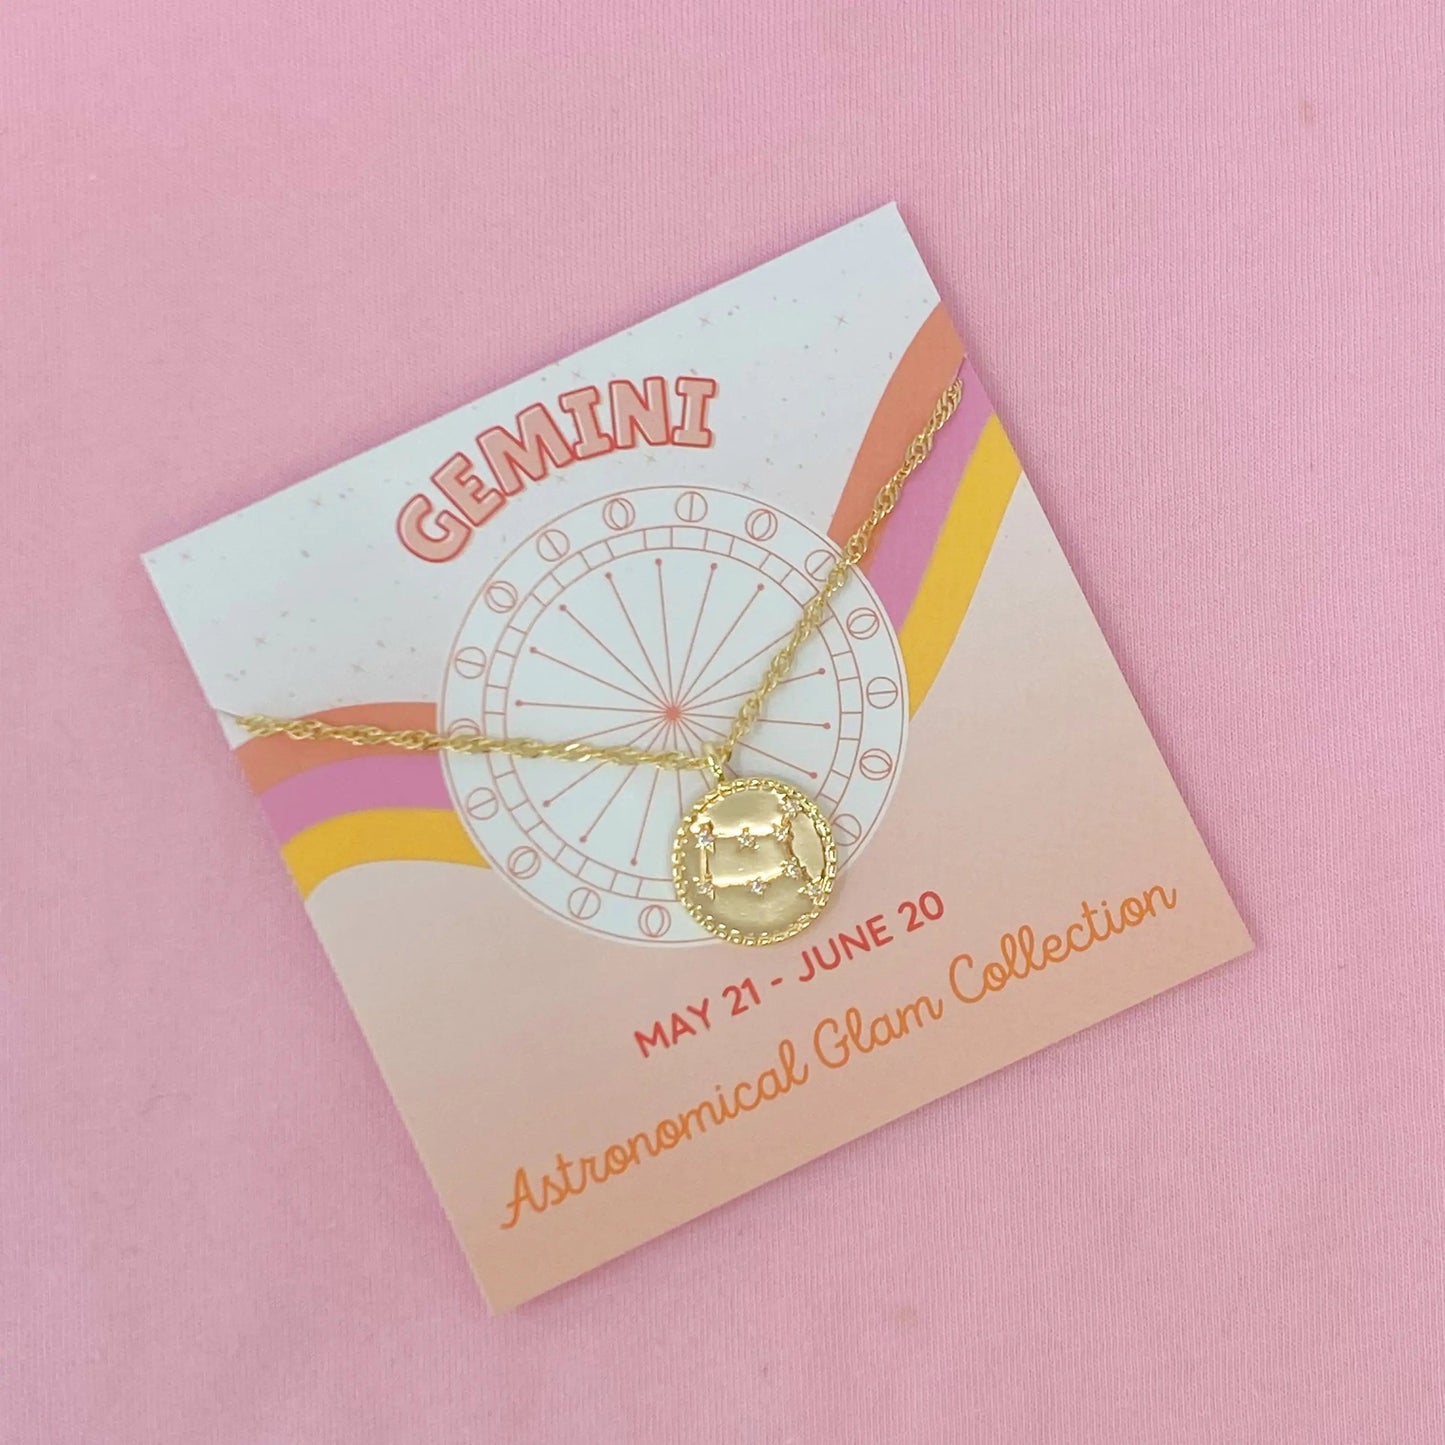 GEMINI
MAY 21 - JUNE 20
Astronomical Glam Collection